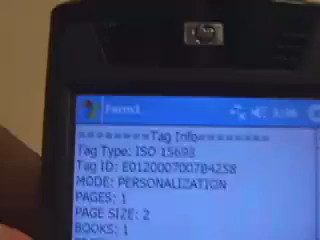 Form1
========Tag Info========
Tag Type: ISO 15693
Tag ID: E0120007007B4258
MODE: PERSONALIZATION
PAGES: 1
PAGE SIZE: 2
BOOKS: 1